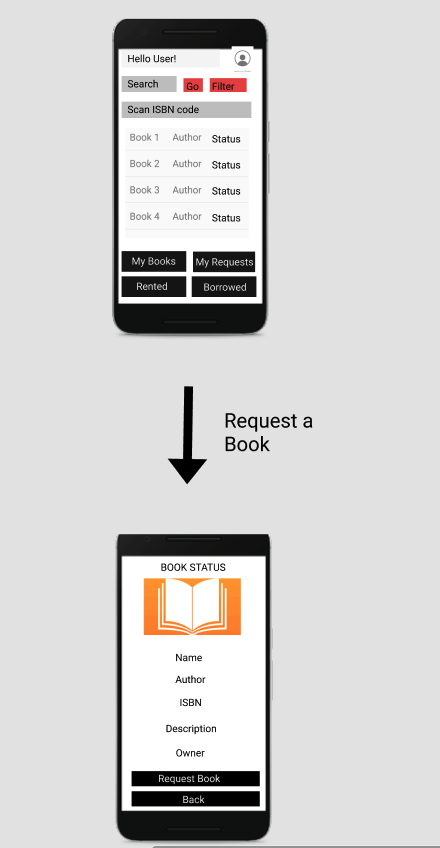 Hello User!
Search Go Filter
Scan ISBN code
Book 1 Author Status
Book 2 Author Status
Book 3 Author Status
Book 4 Author Status
My Books My Requests
Rented Borrowed
Request a
Book
BOOK STATUS
Name
Author
ISBN
Description
Owner
Request Book
Back